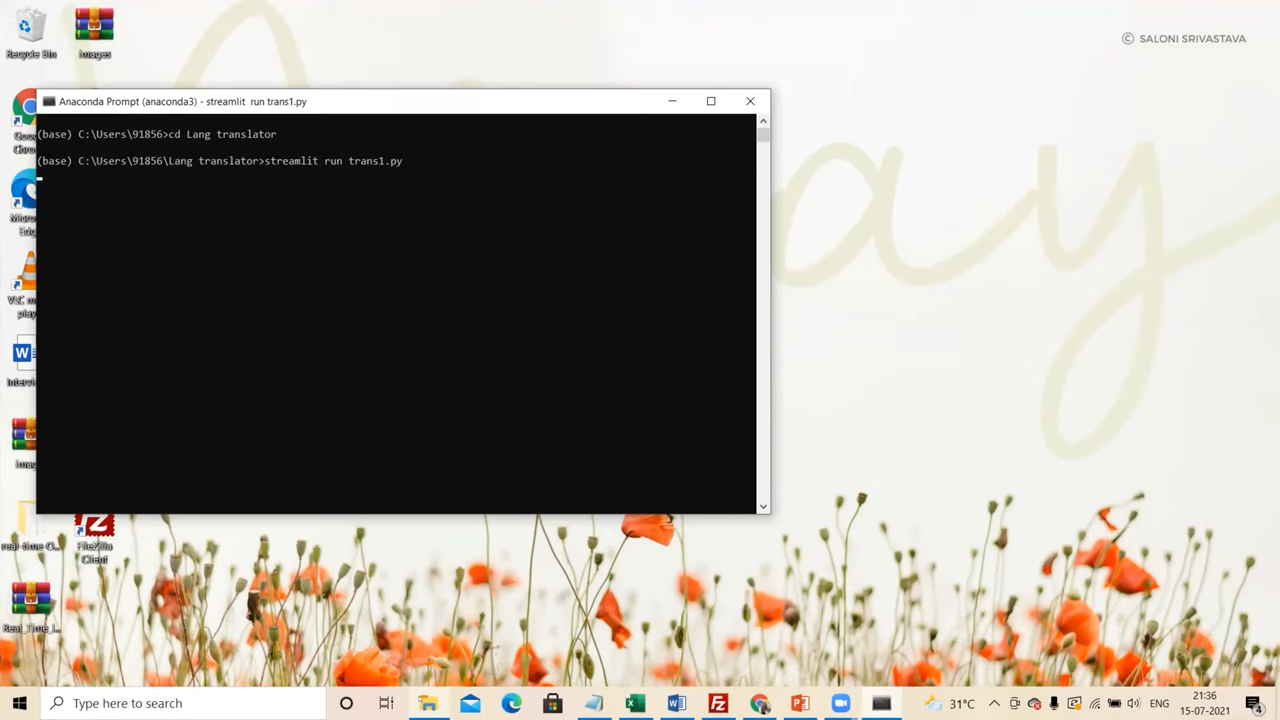 © SALONI SRIVASTAVA
Recycle Bin
images
Anaconda Prompt (anaconda3) - streamlit run trans1.py
(base) C:\Users\91856>cd Lang translator
(base) C:\Users\91856\Lang translator>streamlit run trans1.py
ay
FileZilla
Client
Type here to search
31°C
ENG
21:36
15-07-2021
4